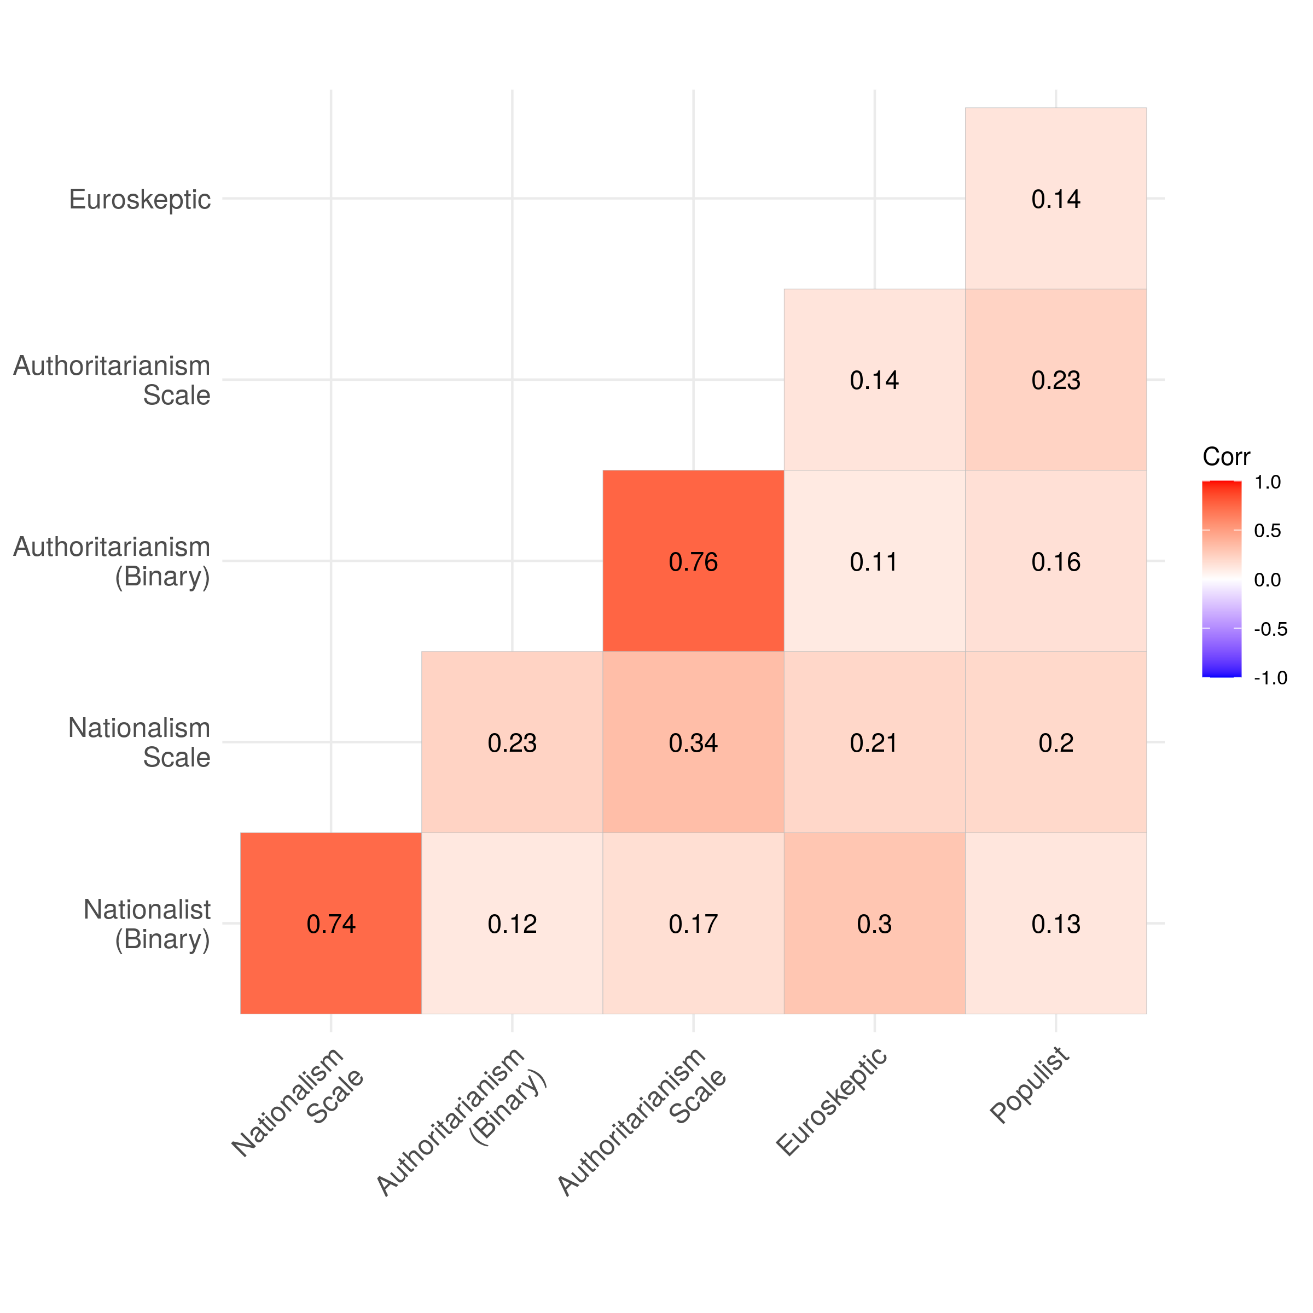 Euroskeptic
0.14
Authoritarianism
Scale
0.14
0.23
Authoritarianism
(Binary)
0.76
0.11
0.16
Nationalism
Scale
0.23
0.34
0.21
0.2
Nationalist
(Binary)
0.74
0.12
0.17
0.3
0.13
Nationalism
Scale
Authoritarianism
(Binary)
Authoritarianism
Scale
Euroskeptic
Populist
Corr
1.0
0.5
0.0
-0.5
-1.0